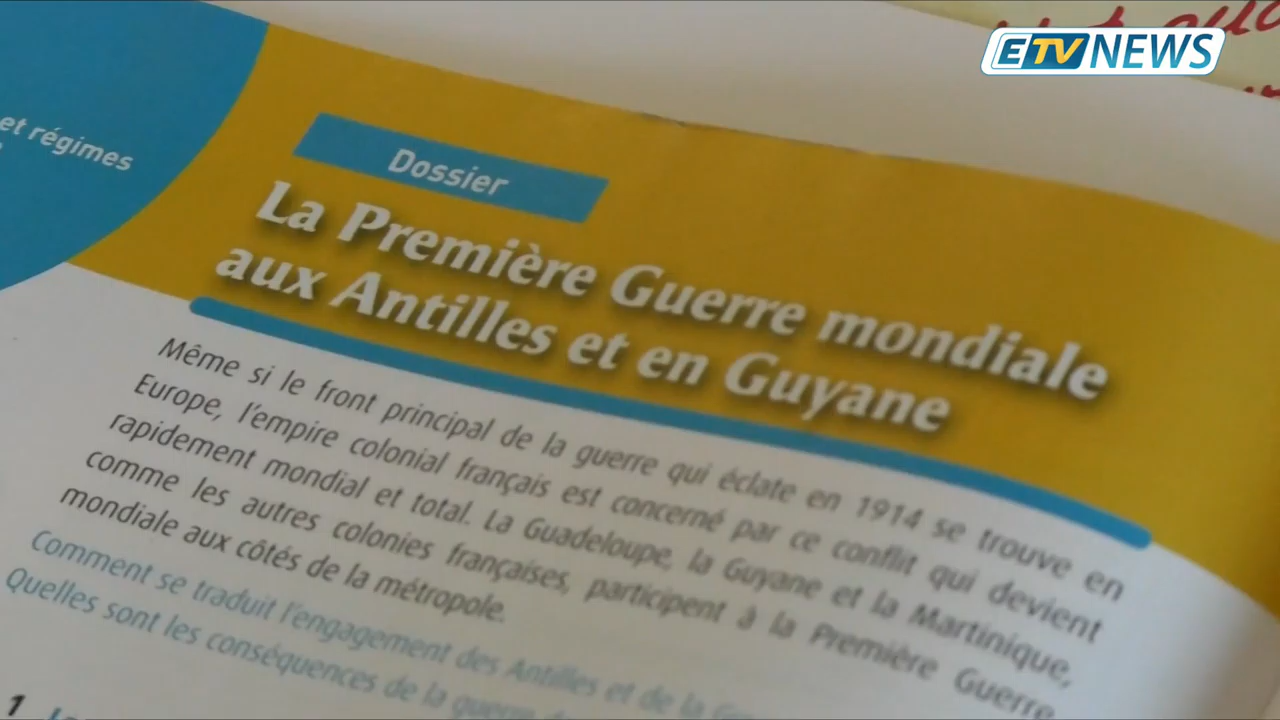 ETVNEWS
et régimes
Dossier
La Première Guerre mondiale
aux Antilles et en Guyane
Même si le front principal de la guerre qui éclate en 1914 se trouve en
Europe, l'empire colonial français est concerné par ce conflit qui devient
rapidement mondial et total. La Guadeloupe, la Guyane et la Martinique,
comme les autres colonies françaises, participent à la Première Guerre
mondiale aux côtés de la métropole.
Comment se traduit l'engagement des Antilles et de la
Quelles sont les conséquences de la guerre
1